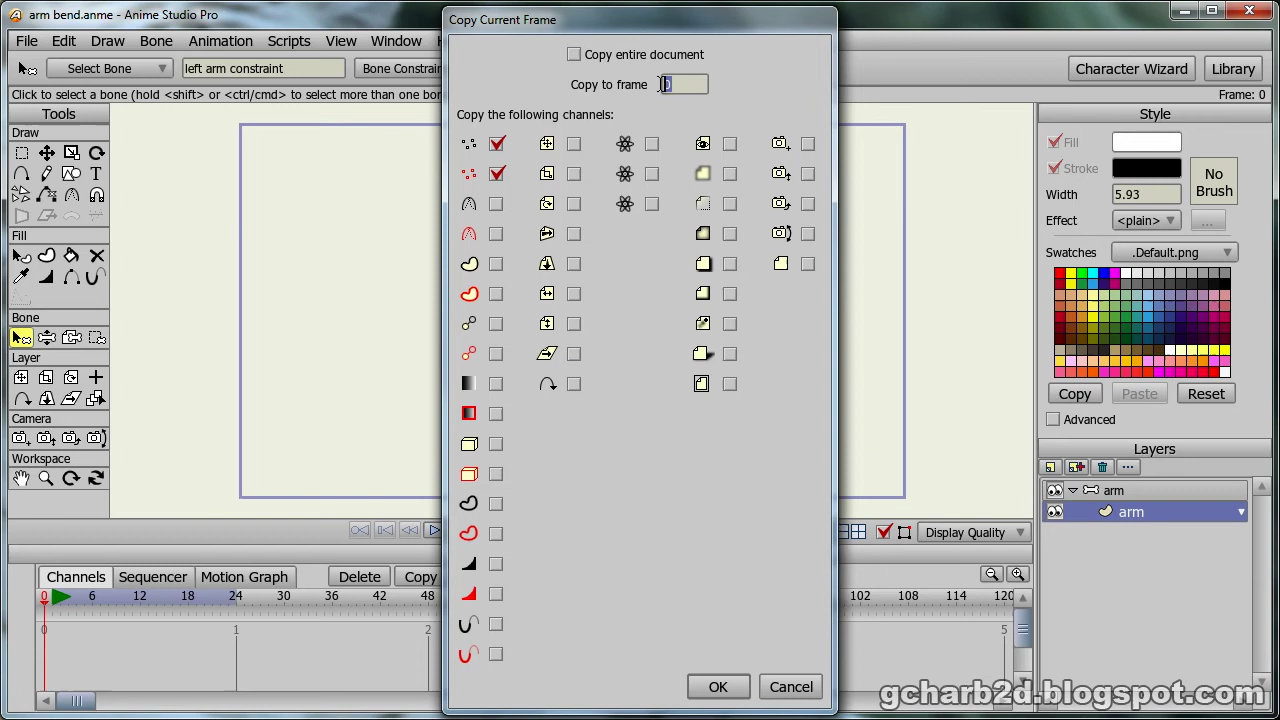 arm bend.anme - Anime Studio Pro
File Edit Draw Bone Animation Scripts View Window
Select Bone left arm constraint Bone Constrai
Click to select a bone (hold <shift> or <ctrl/cmd> to select more than one bon
Copy Current Frame
Copy entire document
Copy to frame 0
Copy the following channels:
OK Cancel
Character Wizard Library
Frame: 0
Tools
Draw
T
Fill
Bone
Layer
Camera
Workspace
Style
Fill
Stroke
No Brush
Width 5.93
Effect <plain> ...
Swatches .Default.png
Copy Paste Reset
Advanced
Layers
...
arm
arm
Display Quality
Channels Sequencer Motion Graph Delete Copy
0 6 12 18 24 30 36 42 48 102 108 114 120
0 1 2 5
gcharb2d.blogspot.com